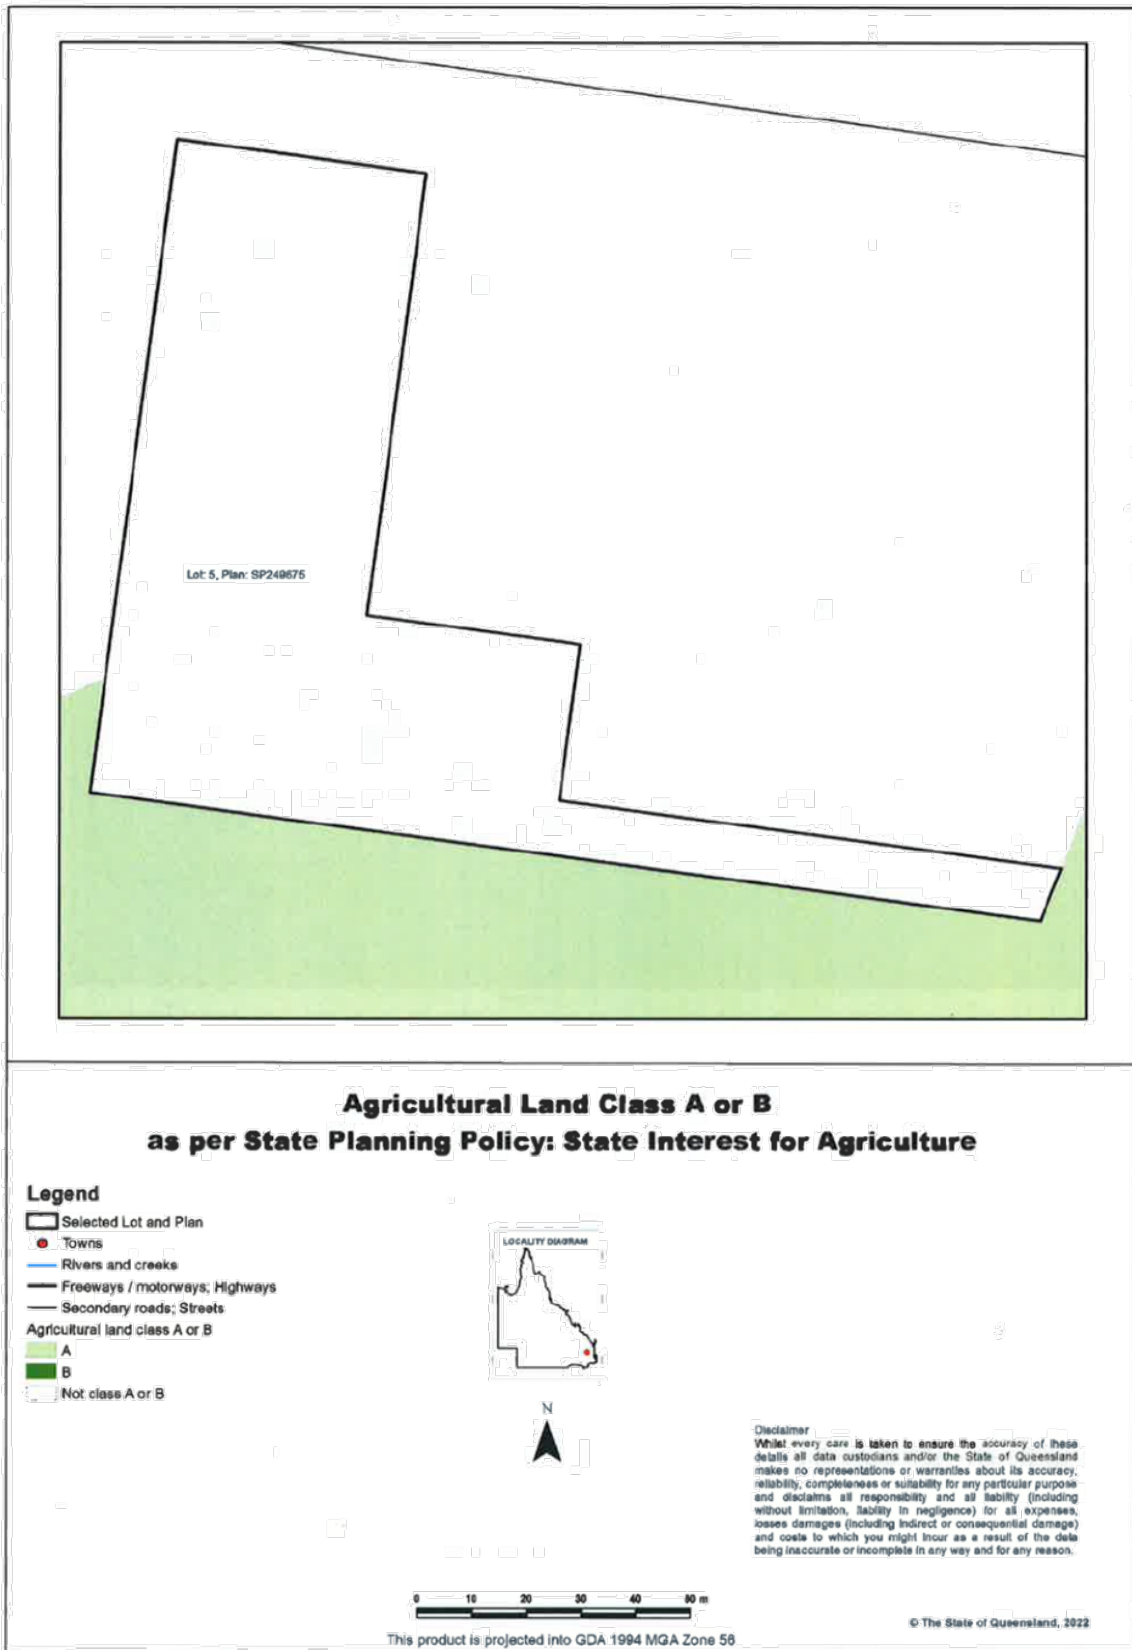 Lot: 5, Plan: SP249675
Agricultural Land Class A or B
as per State Planning Policy: State Interest for Agriculture
Legend
Selected Lot and Plan
Towns
Rivers and creeks
Freeways / motorways; Highways
Secondary roads; Streets
Agricultural land class A or B
A
B
Not class A or B
LOCALITY DIAGRAM
N
Disclaimer
Whilst every care is taken to ensure the accuracy of these
details all data custodians and/or the State of Queensland
makes no representations or warranties about its accuracy,
reliability, completeness or suitability for any particular purpose
and disclaims all responsibility and all liability (including
without limitation, liability in negligence) for all expenses,
losses damages (including indirect or consequential damage)
and costs to which you might incur as a result of the data
being inaccurate or incomplete in any way and for any reason.
0 10 20 30 40 50 m
© The State of Queensland, 2022
This product is projected into GDA 1994 MGA Zone 56